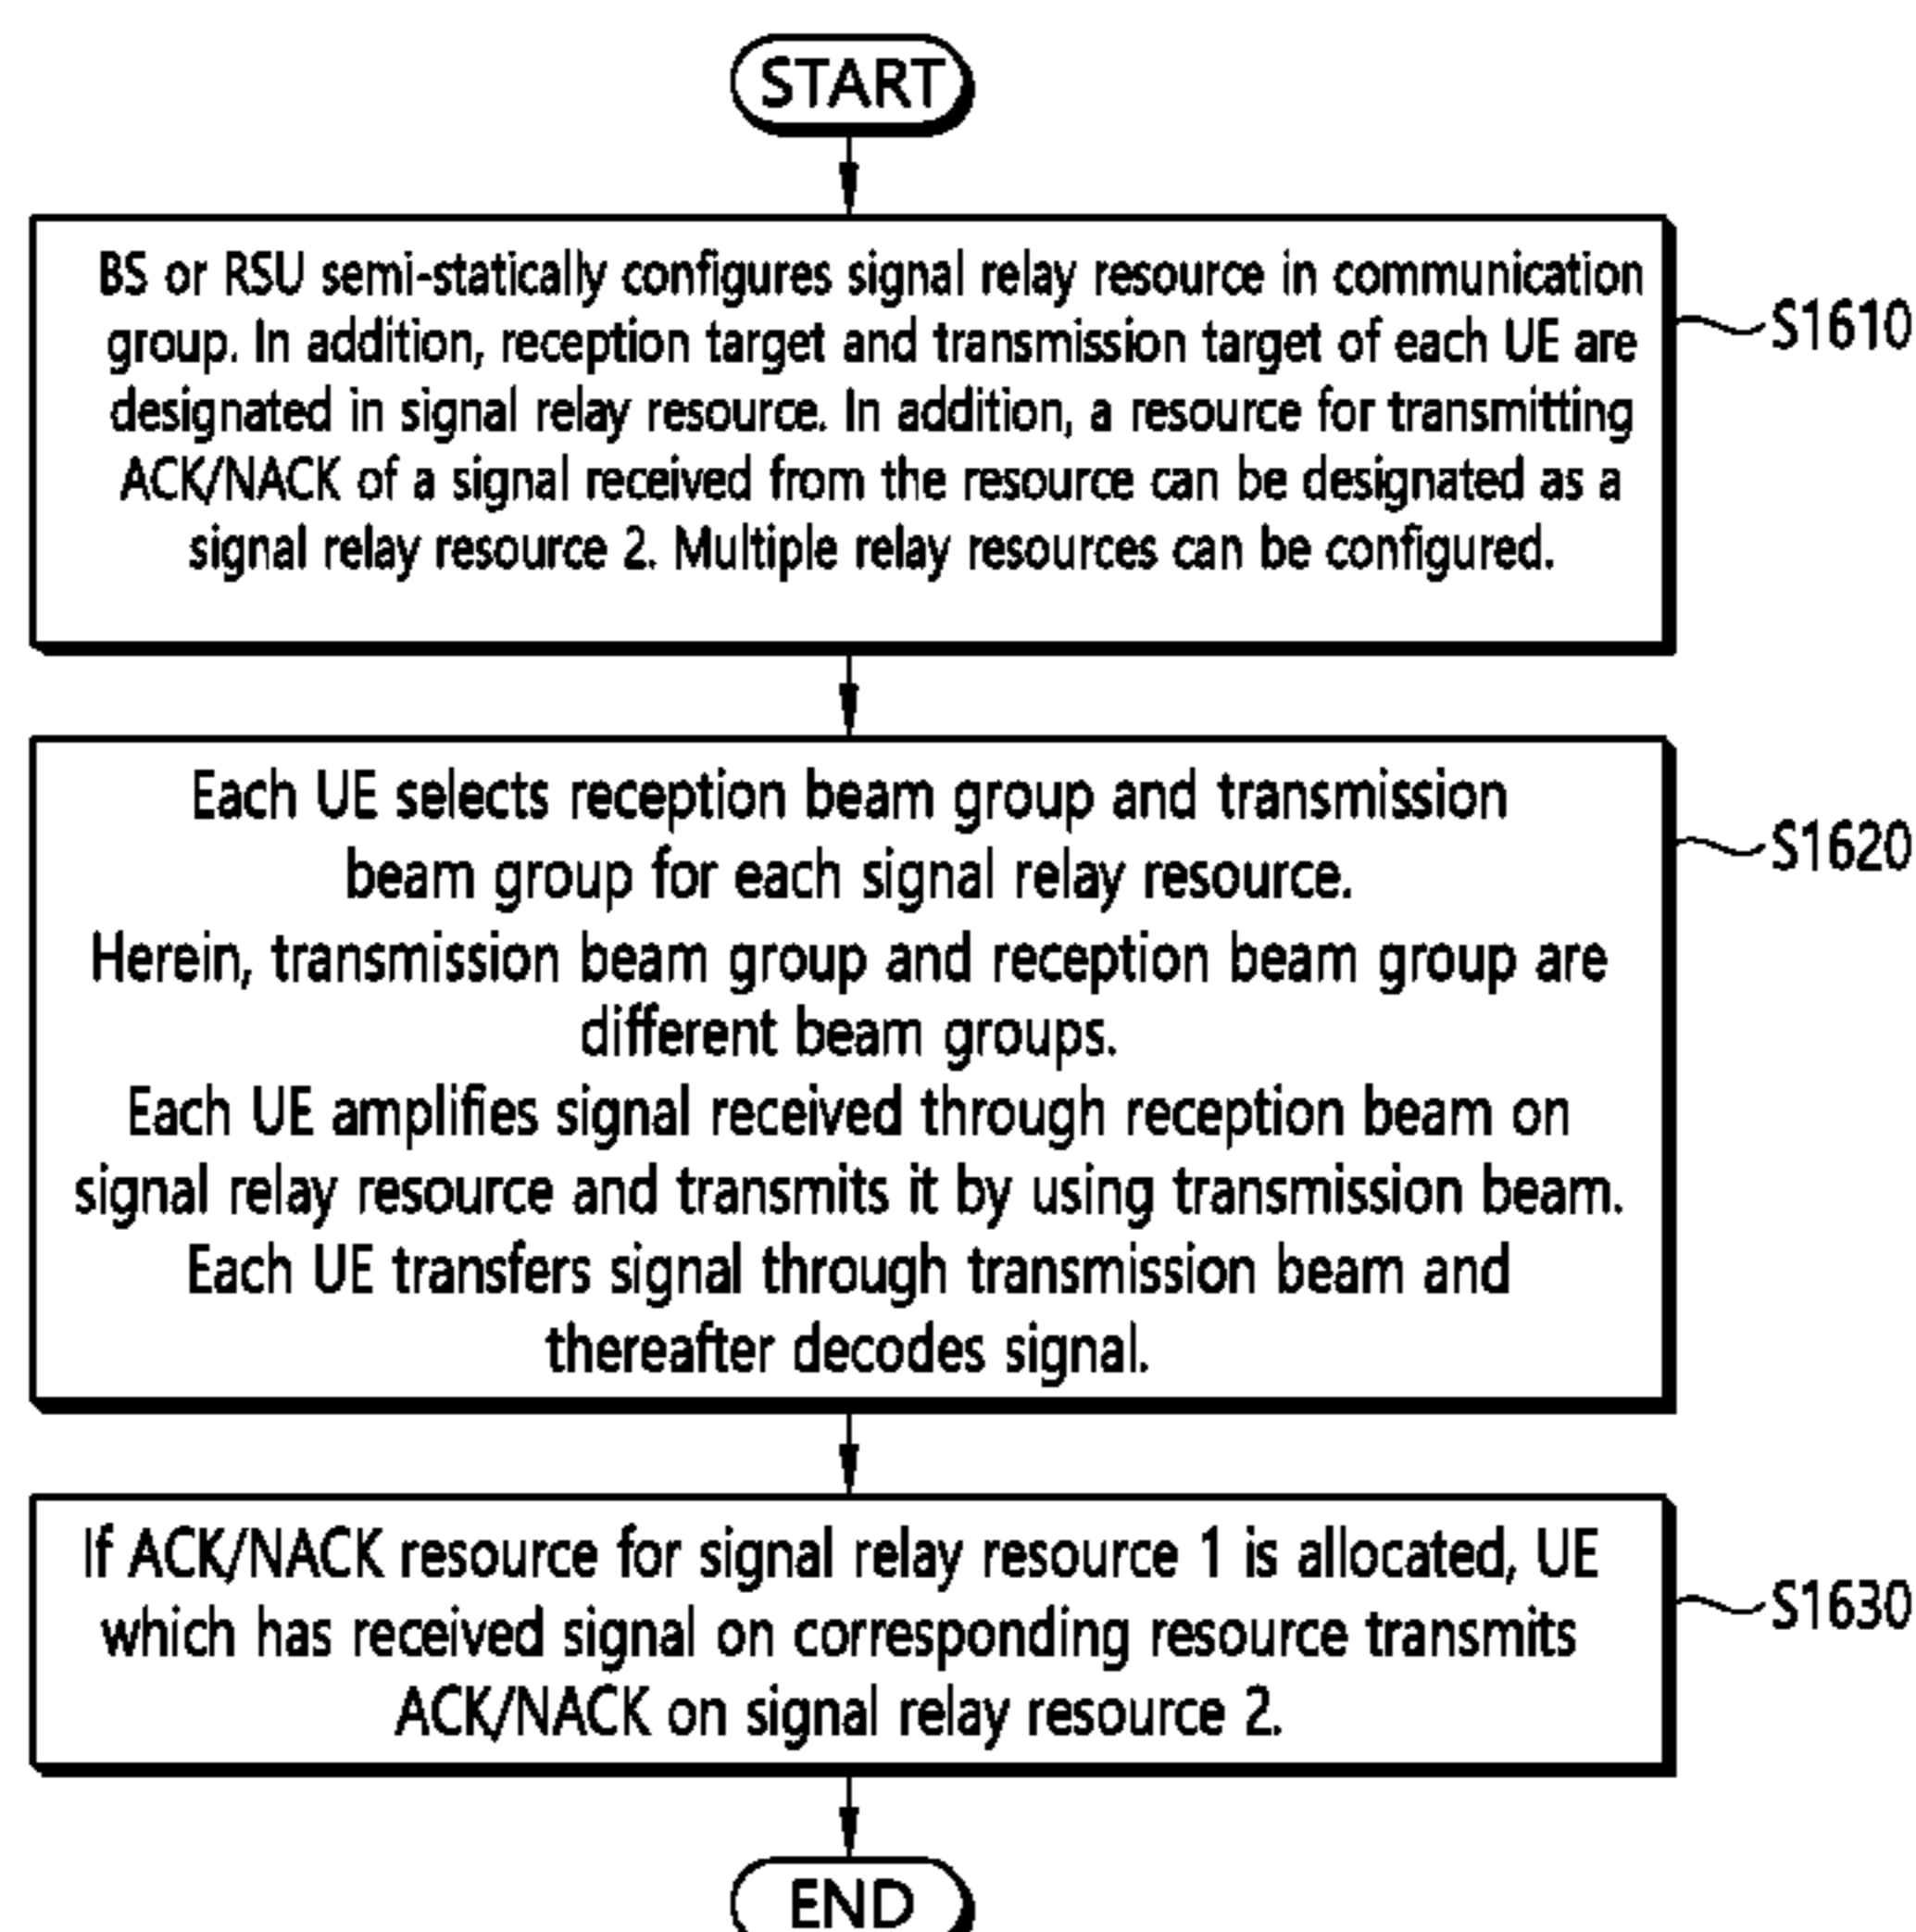 START
BS or RSU semi-statically configures signal relay resource in communication
group. In addition, reception target and transmission target of each UE are
designated in signal relay resource. In addition, a resource for transmitting
ACK/NACK of a signal received from the resource can be designated as a
signal relay resource 2. Multiple relay resources can be configured.
S1610
Each UE selects reception beam group and transmission
beam group for each signal relay resource.
Herein, transmission beam group and reception beam group are
different beam groups.
Each UE amplifies signal received through reception beam on
signal relay resource and transmits it by using transmission beam.
Each UE transfers signal through transmission beam and
thereafter decodes signal.
S1620
If ACK/NACK resource for signal relay resource 1 is allocated, UE
which has received signal on corresponding resource transmits
ACK/NACK on signal relay resource 2.
S1630
END